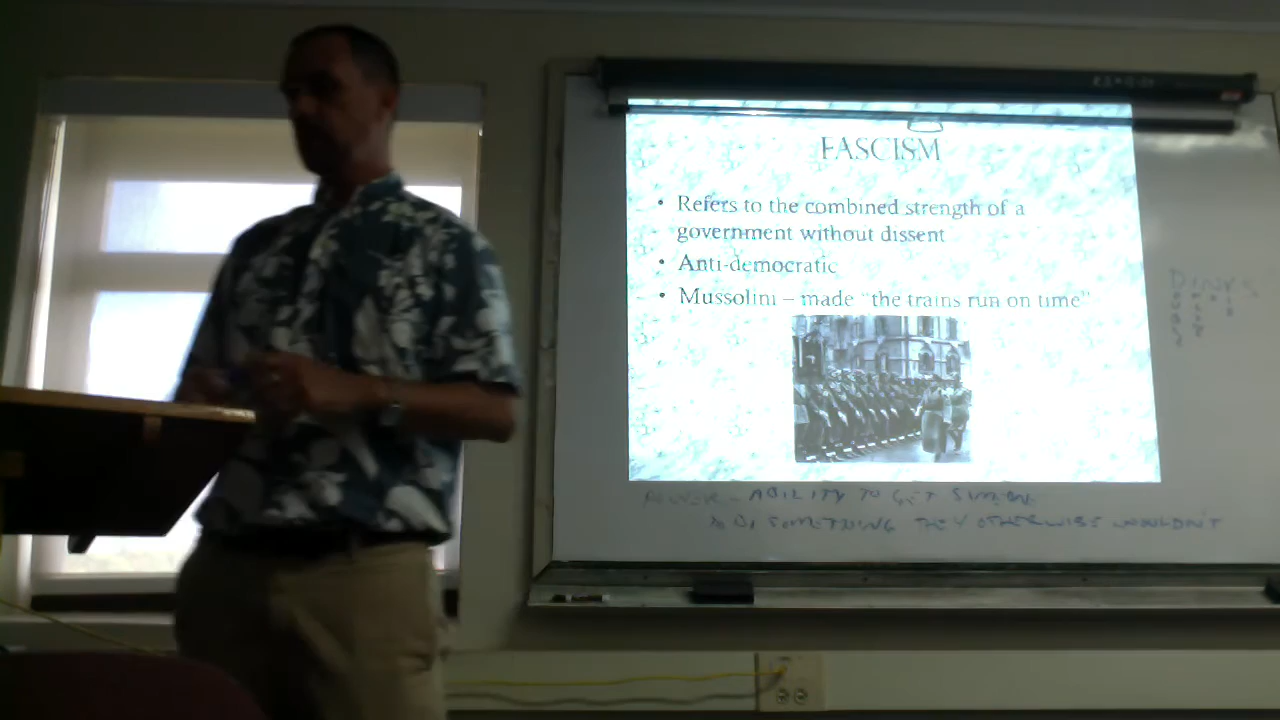 FASCISM
• Refers to the combined strength of a
government without dissent
• Anti-democratic
• Mussolini – made "the trains run on time"
POWER – ABILITY TO GET SOMEONE
TO DO SOMETHING THEY OTHERWISE WOULDN'T